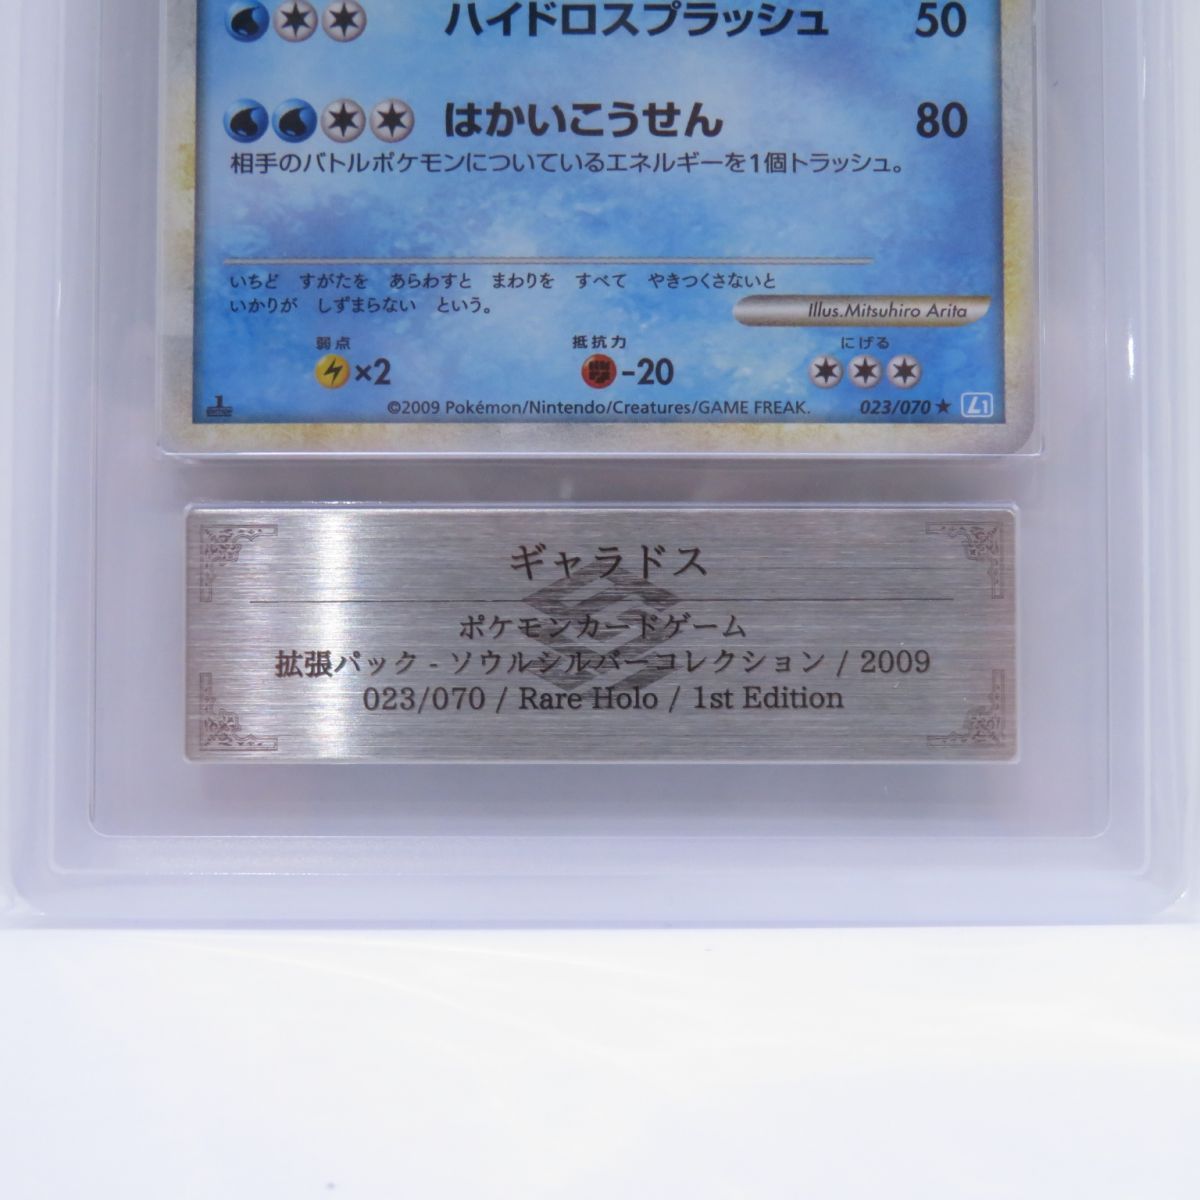 ハイドロスプラッシュ 50
はかいこうせん 80
相手のバトルポケモンについているエネルギーを1個トラッシュ。
いちど すがたを あらわすと まわりを すべて やきつくさないと
いかりが しずまらない という。
Illus.Mitsuhiro Arita
弱点 抵抗力 にげる
×2 -20
1 ©2009 Pokémon/Nintendo/Creatures/GAME FREAK. 023/070 ★ L1
ギャラドス
ポケモンカードゲーム
拡張パック - ソウルシルバーコレクション / 2009
023/070 / Rare Holo / 1st Edition